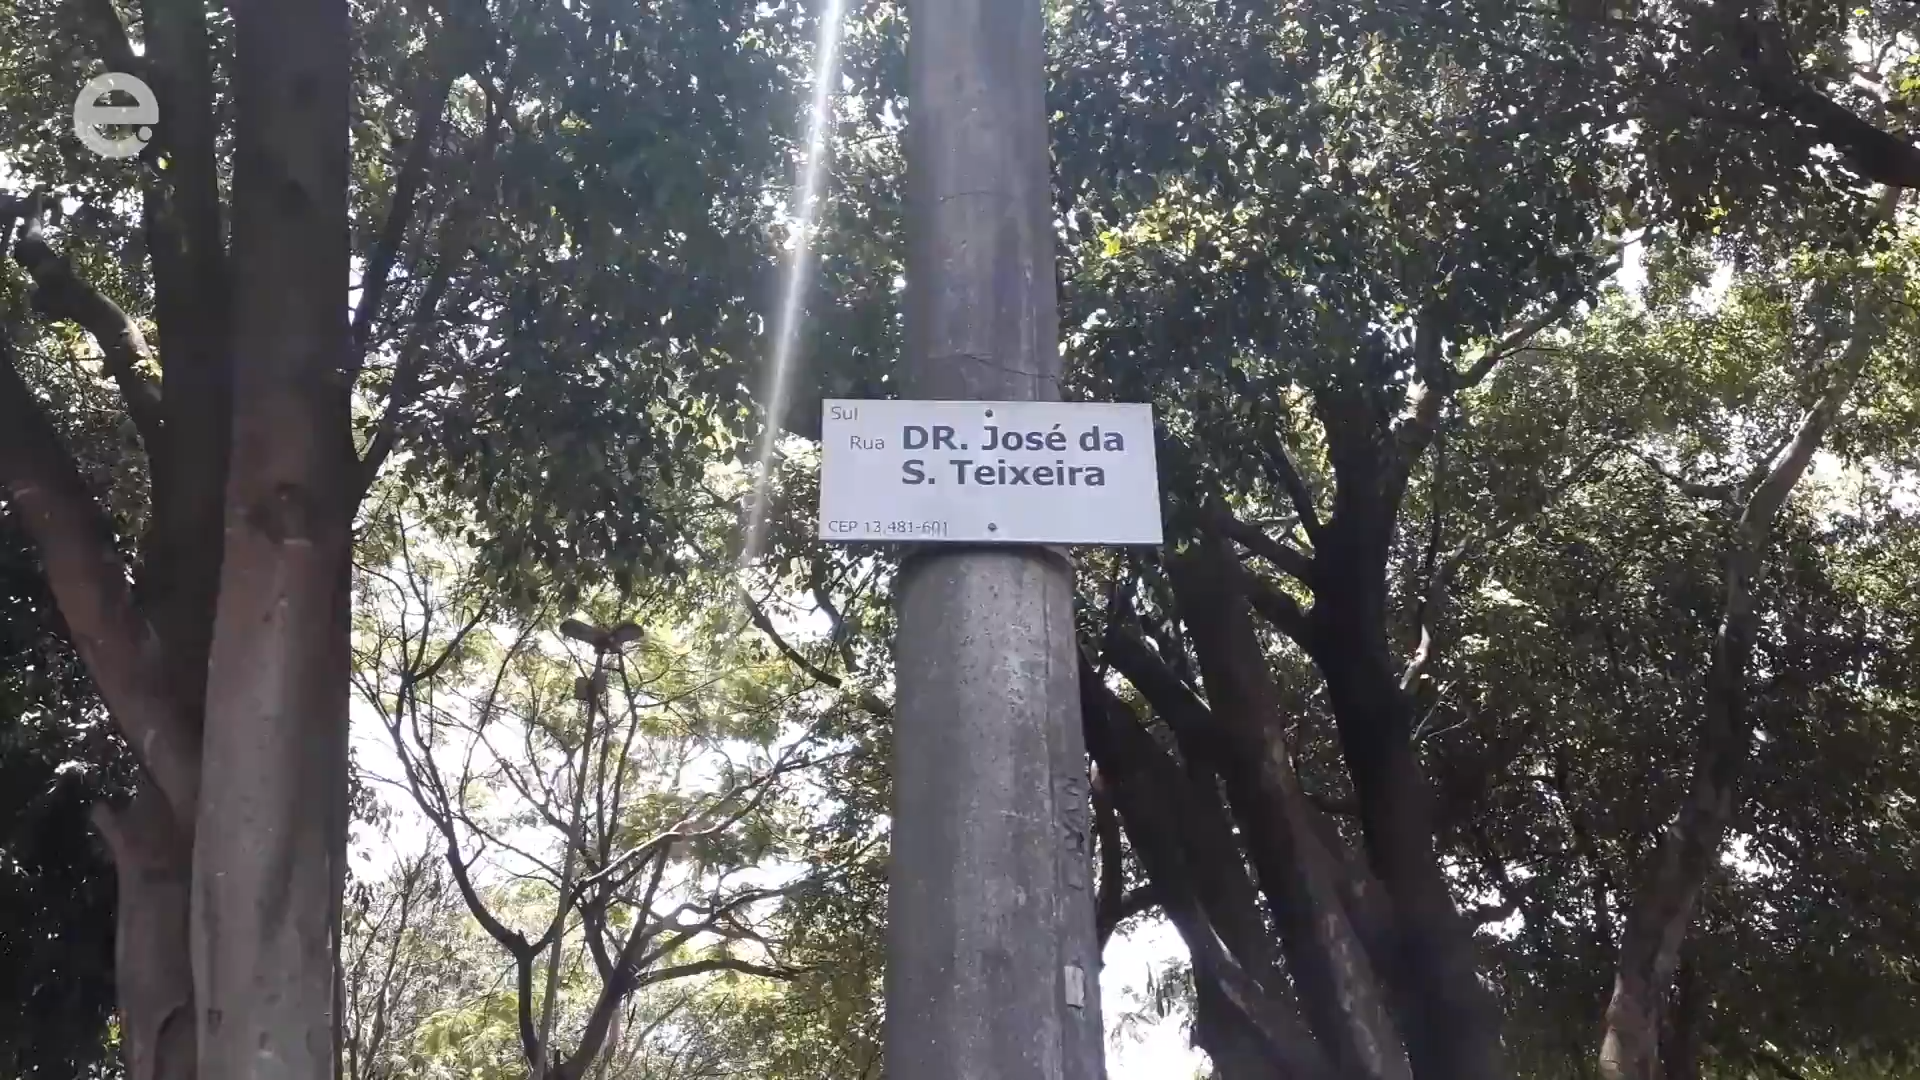 e.
Sul
Rua DR. José da
S. Teixeira
CEP 13.481-601